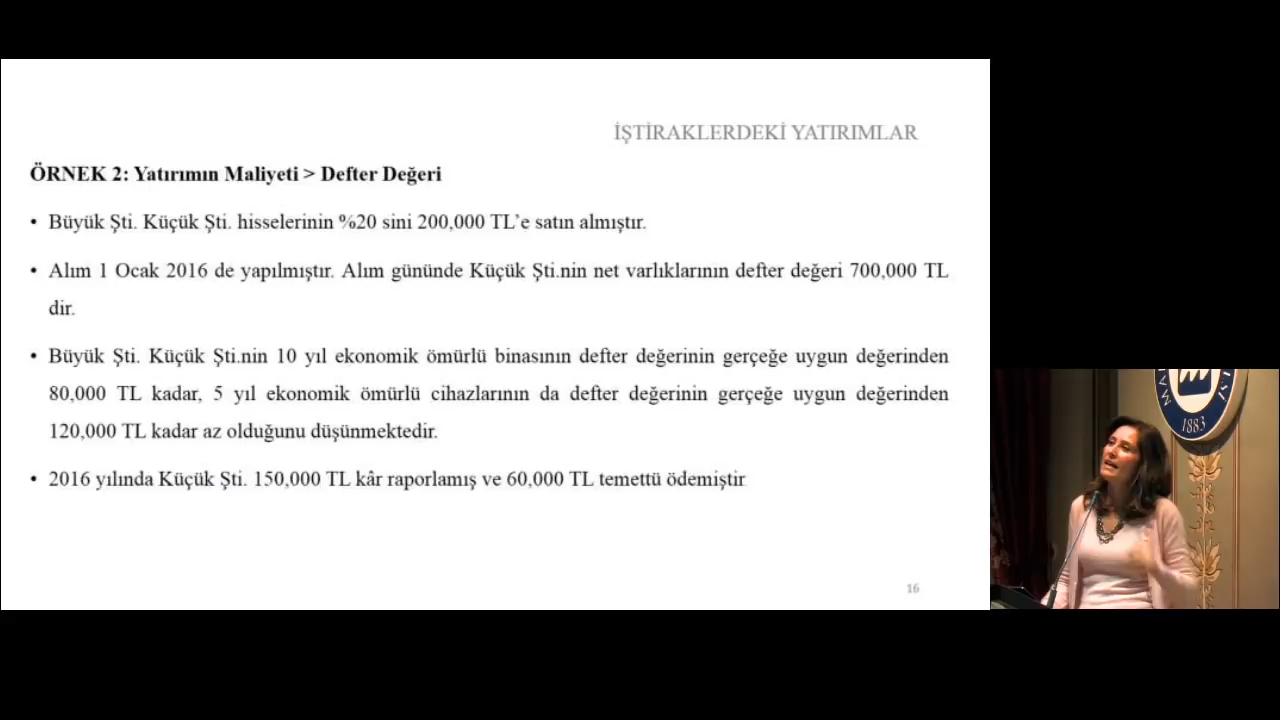 İŞTİRAKLERDEKİ YATIRIMLAR
ÖRNEK 2: Yatırımın Maliyeti > Defter Değeri
• Büyük Şti. Küçük Şti. hisselerinin %20 sini 200,000 TL’e satın almıştır.
• Alım 1 Ocak 2016 de yapılmıştır. Alım gününde Küçük Şti.nin net varlıklarının defter değeri 700,000 TL
dir.
• Büyük Şti. Küçük Şti.nin 10 yıl ekonomik ömürlü binasının defter değerinin gerçeğe uygun değerinden
80,000 TL kadar, 5 yıl ekonomik ömürlü cihazlarının da defter değerinin gerçeğe uygun değerinden
120,000 TL kadar az olduğunu düşünmektedir.
• 2016 yılında Küçük Şti. 150,000 TL kâr raporlamış ve 60,000 TL temettü ödemiştir
16
1883